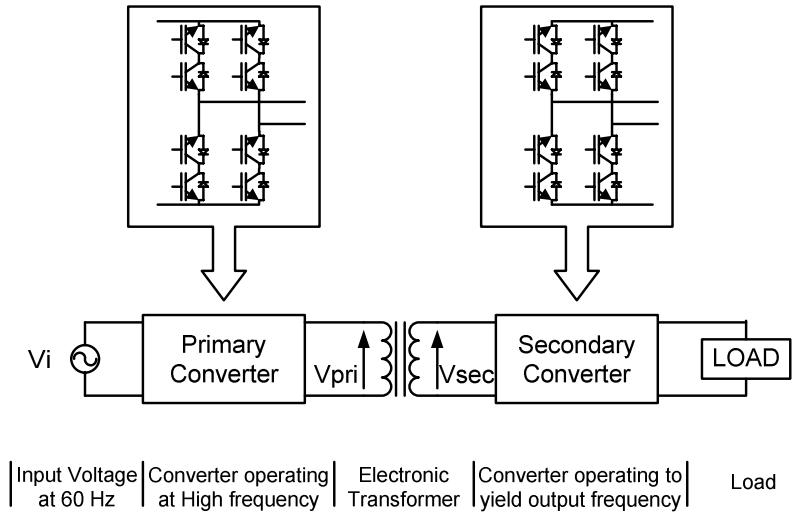 Vi
Primary
Converter
Vpri
Vsec
Secondary
Converter
LOAD
Input Voltage
at 60 Hz
Converter operating
at High frequency
Electronic
Transformer
Converter operating to
yield output frequency
Load